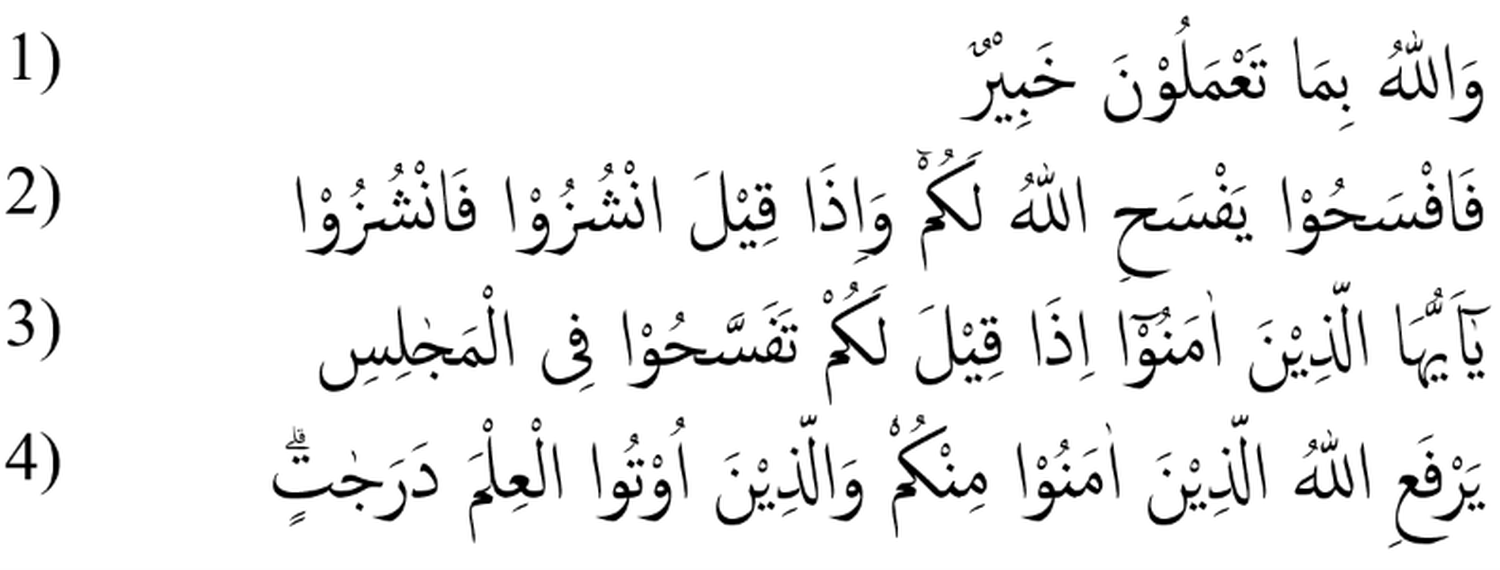 1) وَاللّٰهُ بِمَا تَعْمَلُوْنَ خَبِيْرٌ
2) فَافْسَحُوْا يَفْسَحِ اللّٰهُ لَكُمْۚ وَاِذَا قِيْلَ انْشُزُوْا فَانْشُزُوْا
3) يٰٓاَيُّهَا الَّذِيْنَ اٰمَنُوْٓا اِذَا قِيْلَ لَكُمْ تَفَسَّحُوْا فِى الْمَجٰلِسِ
4) يَرْفَعِ اللّٰهُ الَّذِيْنَ اٰمَنُوْا مِنْكُمْ وَالَّذِيْنَ اُوْتُوا الْعِلْمَ دَرَجٰتٍۗ